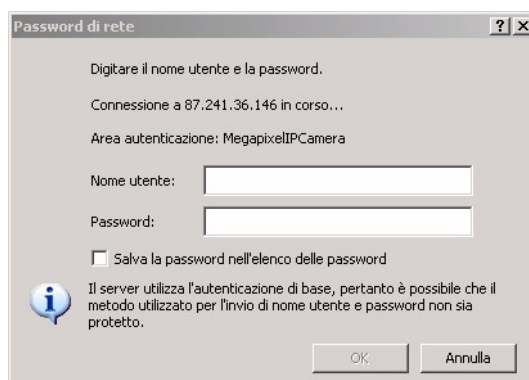 Password di rete
Digitare il nome utente e la password.
Connessione a 87.241.36.146 in corso...
Area autenticazione: MegapixelIPCamera
Nome utente:
Password:
Salva la password nell'elenco delle password
Il server utilizza l'autenticazione di base, pertanto è possibile che il
metodo utilizzato per l'invio di nome utente e password non sia
protetto.
OK
Annulla